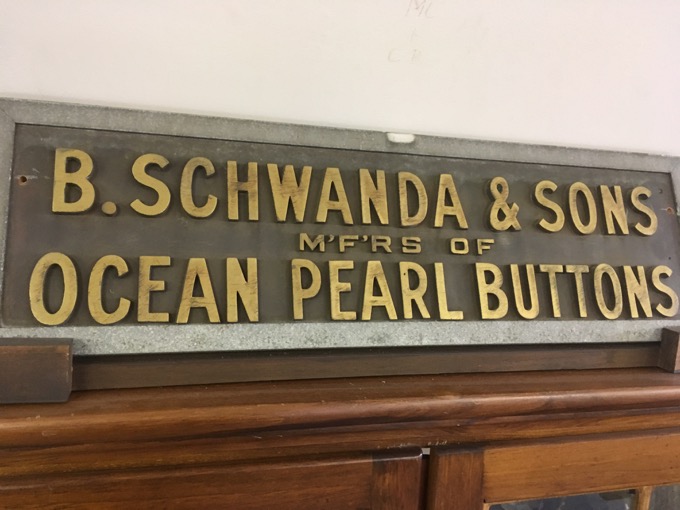 B. SCHWANDA & SONS
M'F'RS OF
OCEAN PEARL BUTTONS